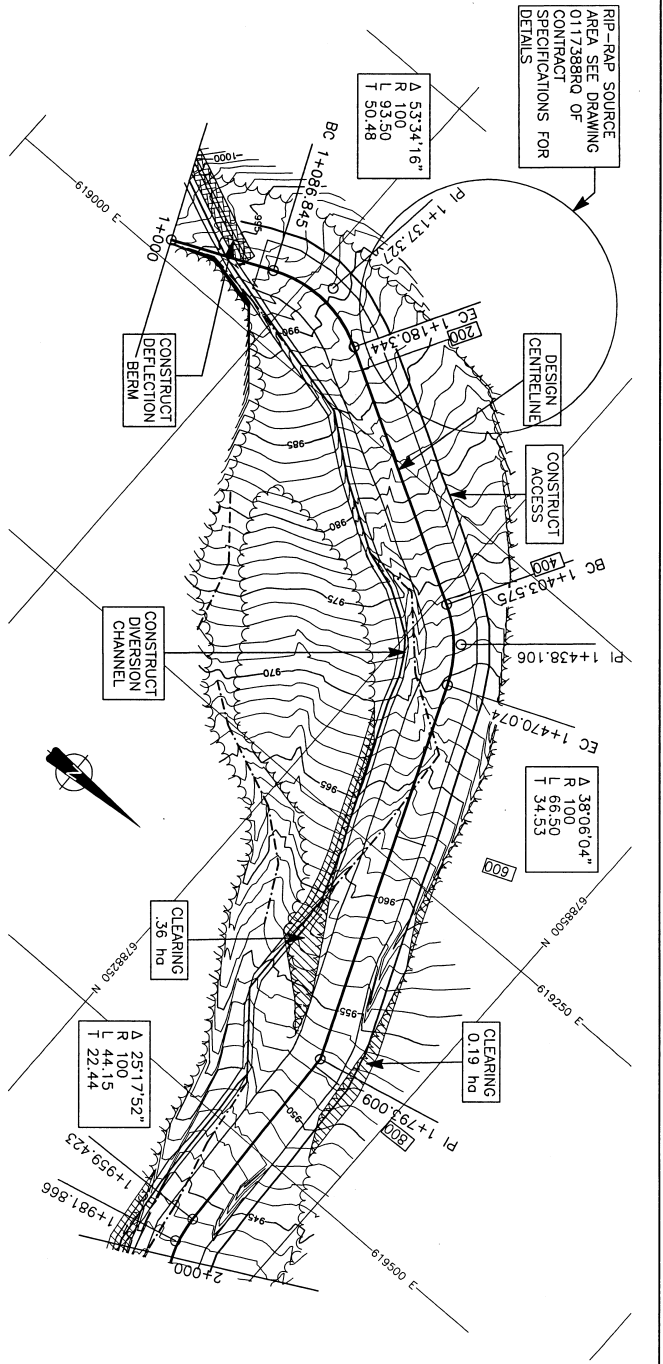 RIP-RAP SOURCE
AREA SEE DRAWING
0117388RQ OF
CONTRACT
SPECIFICATIONS FOR
DETAILS
Δ 53°34'16"
R 100
L 93.50
T 50.48
BC 1+086.845
PI 1+137.327
EC 1+180.344
200
DESIGN
CENTRELINE
CONSTRUCT
ACCESS
400
BC 1+403.575
PI 1+438.106
EC 1+470.074
Δ 38°06'04"
R 100
L 66.50
T 34.53
600
6788500 N
619250 E
CLEARING
0.19 ha
PI 1+793.009
800
619500 E
1000
995
990
985
980
975
970
965
960
955
950
945
619000 E
1+000
CONSTRUCT
DEFLECTION
BERM
CONSTRUCT
DIVERSION
CHANNEL
N
CLEARING
.36 ha
6788250 N
Δ 25°17'52"
R 100
L 44.15
T 22.44
1+959.423
1+981.866
2+000